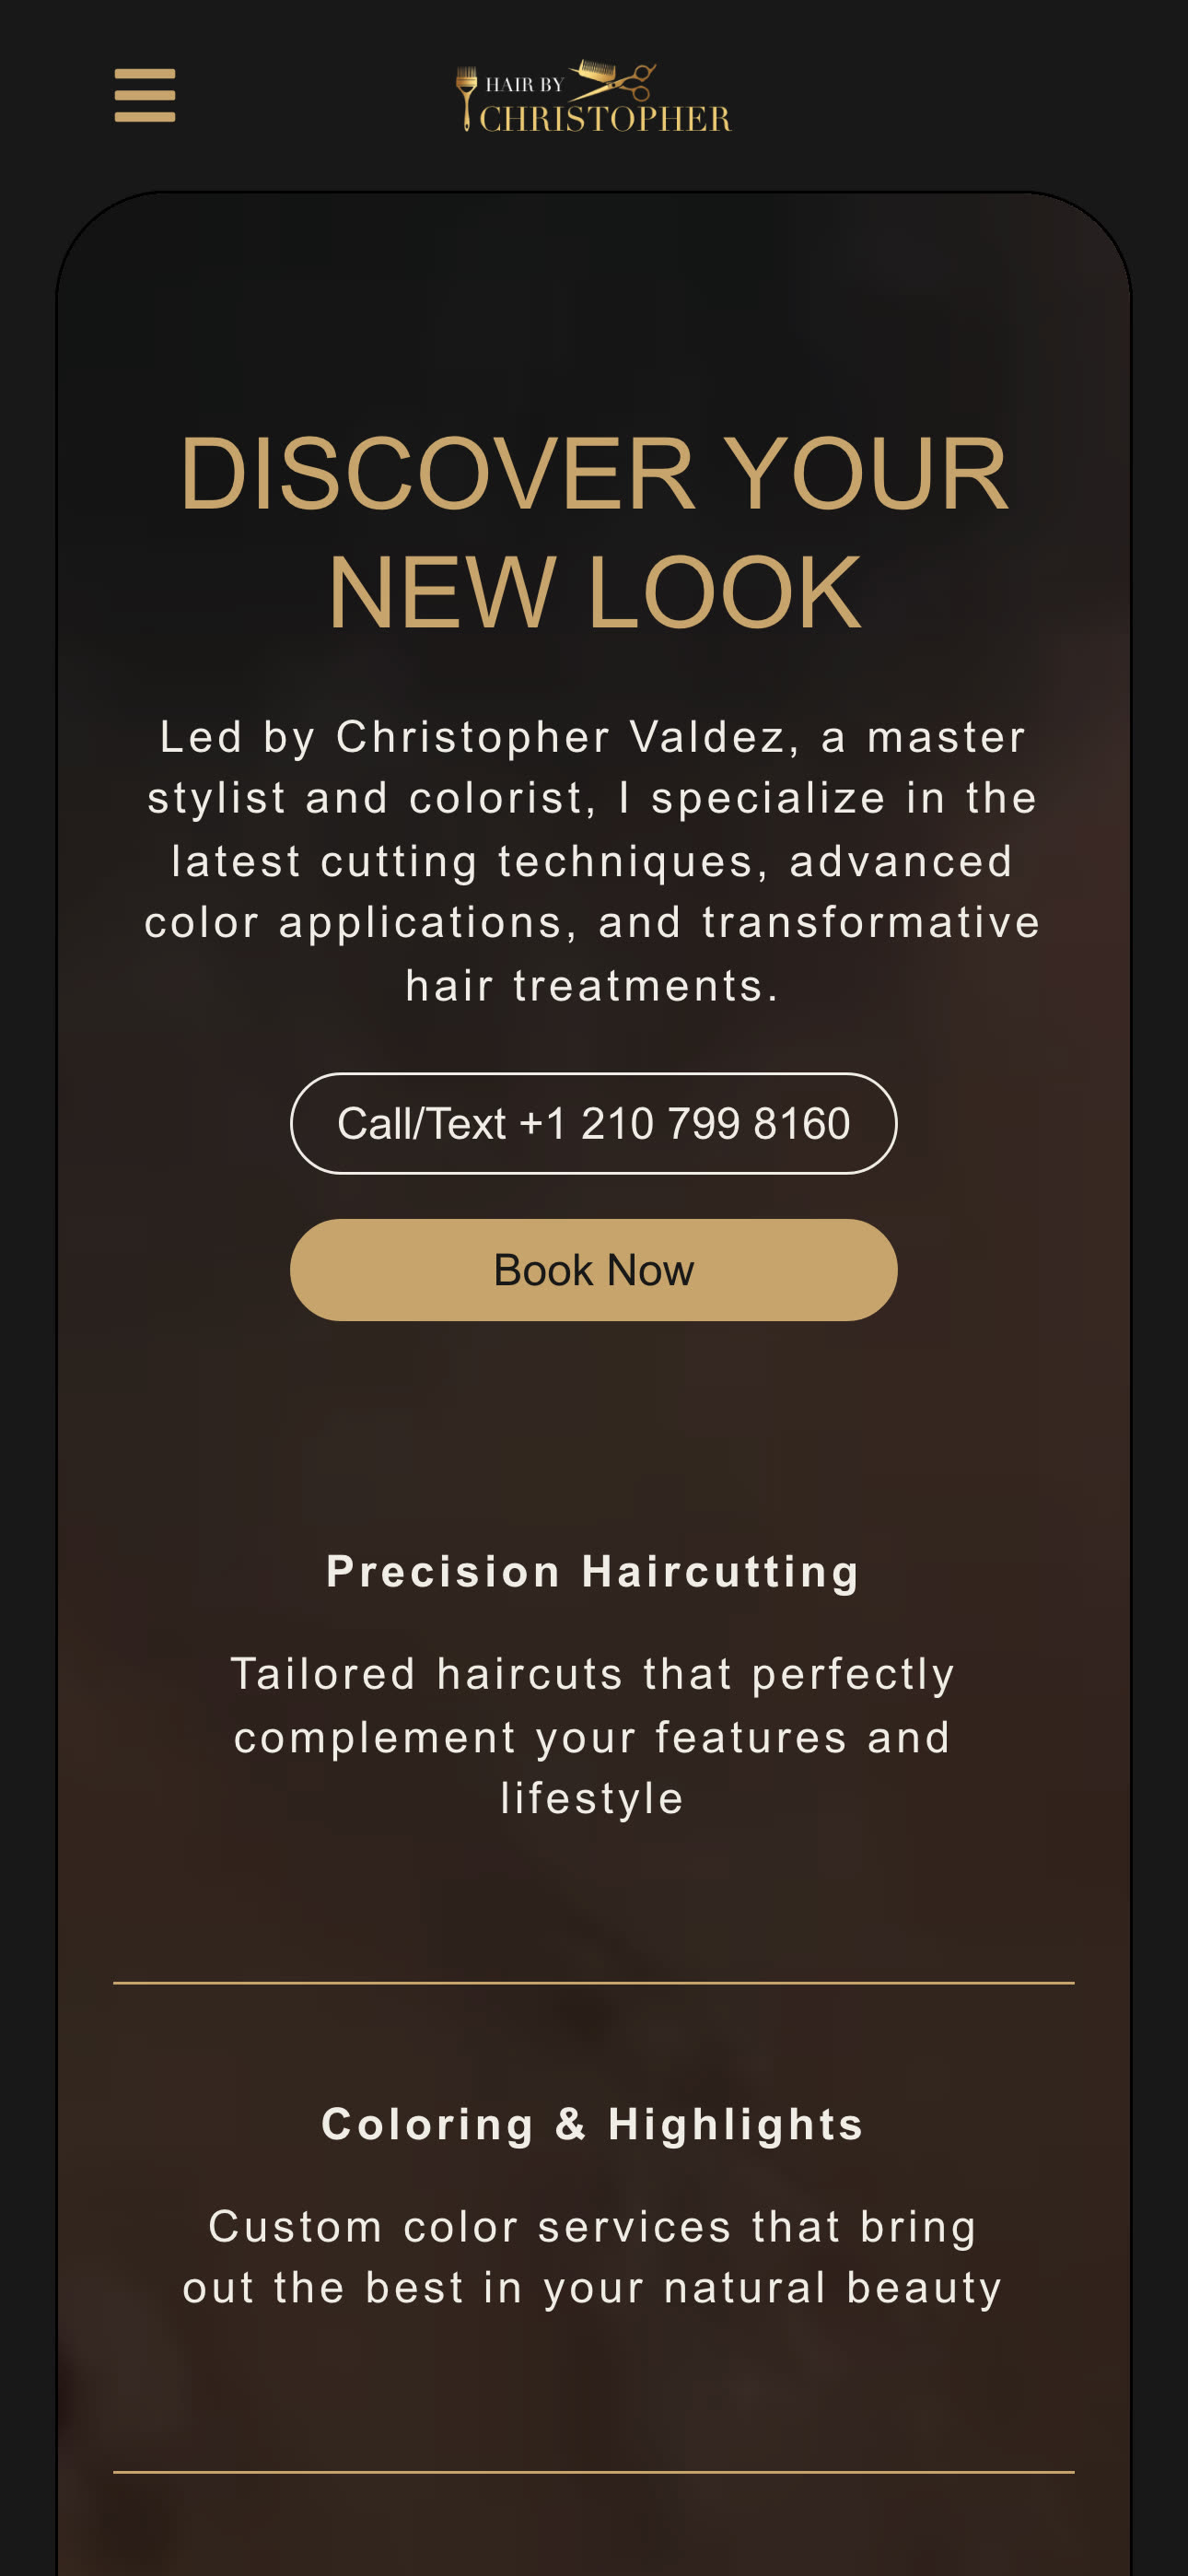 HAIR BY
CHRISTOPHER
DISCOVER YOUR
NEW LOOK
Led by Christopher Valdez, a master
stylist and colorist, I specialize in the
latest cutting techniques, advanced
color applications, and transformative
hair treatments.
Call/Text +1 210 799 8160
Book Now
Precision Haircutting
Tailored haircuts that perfectly
complement your features and
lifestyle
Coloring & Highlights
Custom color services that bring
out the best in your natural beauty